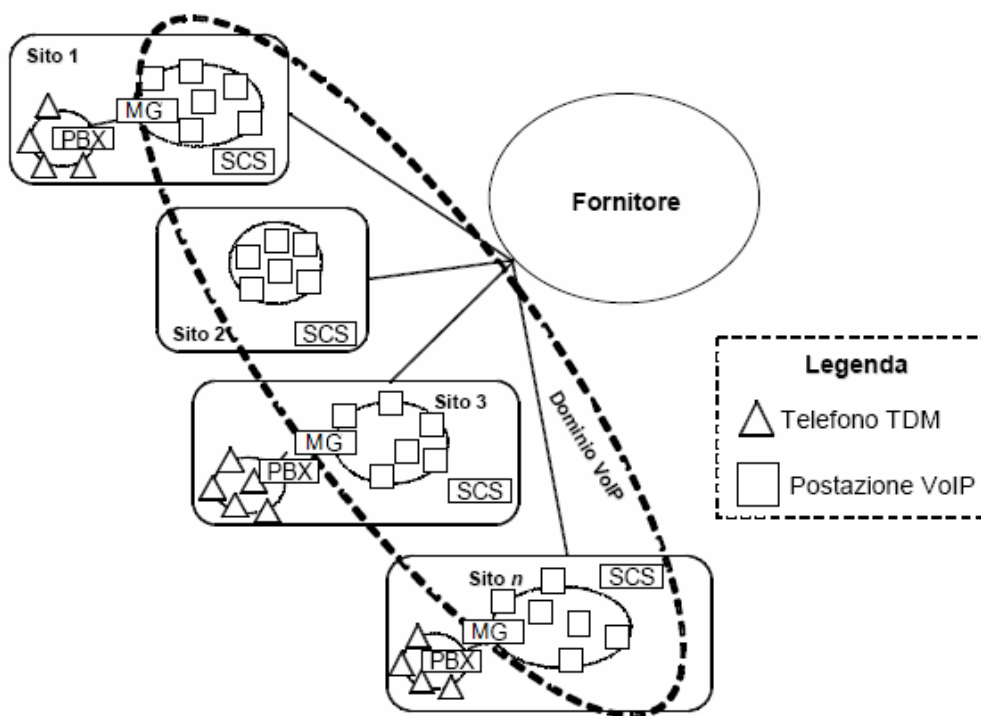 Sito 1
MG
PBX
SCS
Fornitore
Sito 2
SCS
Sito 3
MG
PBX
SCS
Dominio VoIP
Legenda
Telefono TDM
Postazione VoIP
Sito n
SCS
MG
PBX